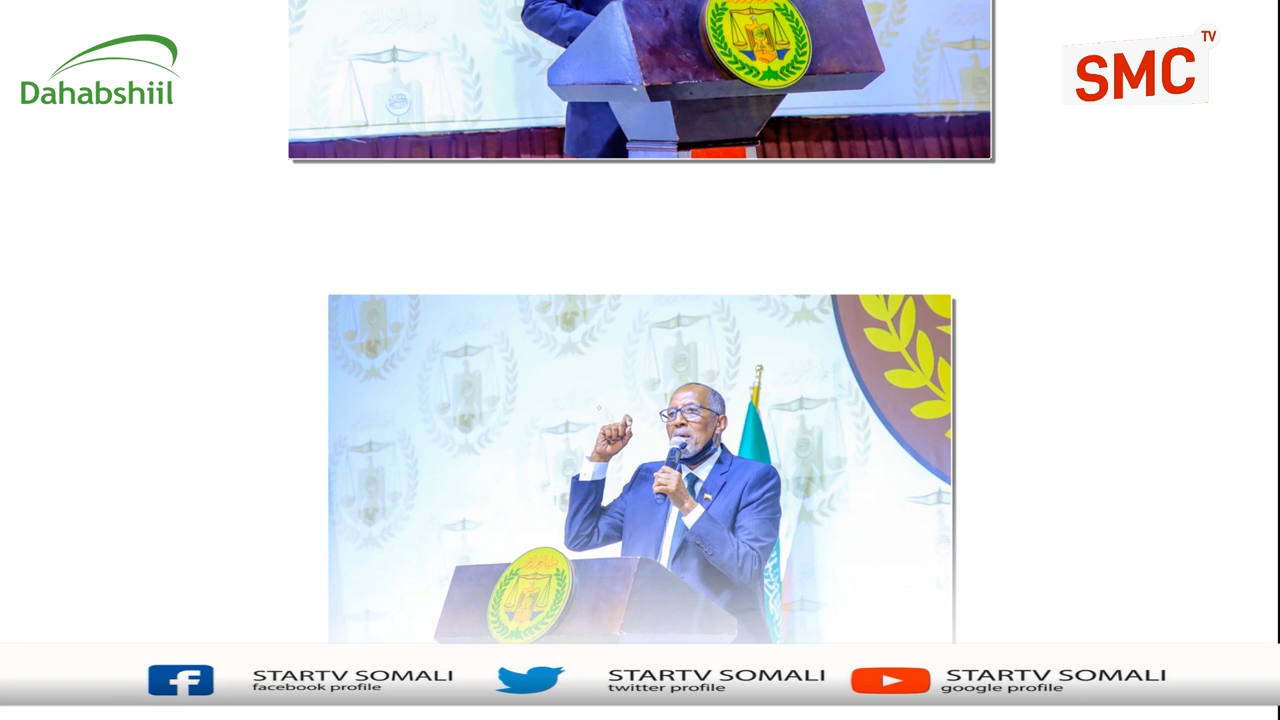 Dahabshiil
SMC TV
STARTV SOMALI
facebook profile
STARTV SOMALI
twitter profile
STARTV SOMALI
google profile